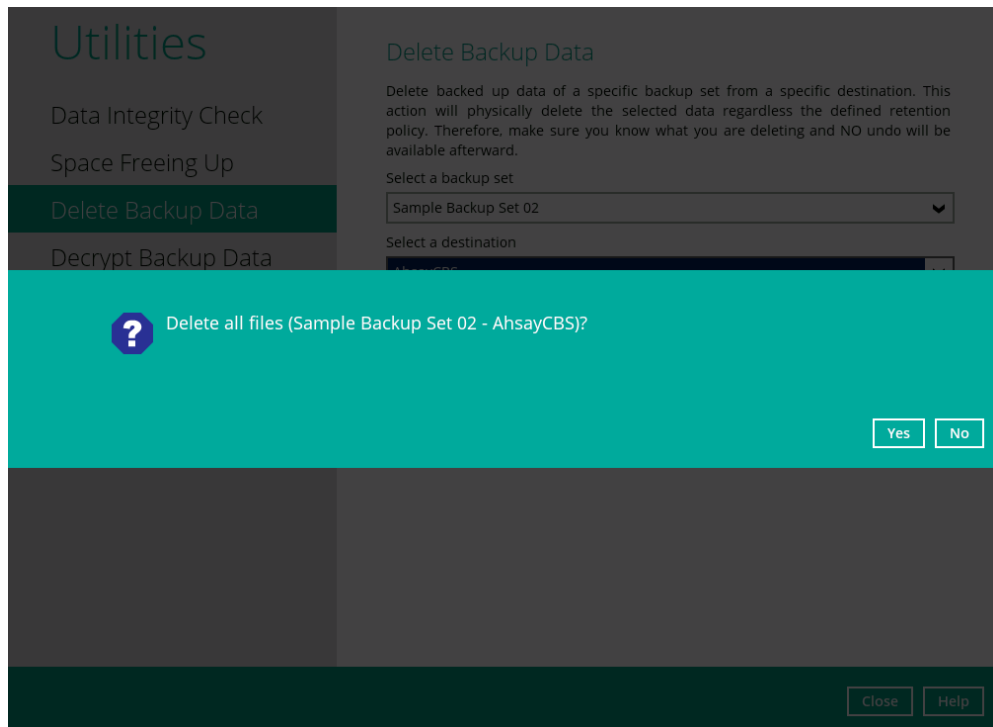 Utilities
Data Integrity Check
Space Freeing Up
Delete Backup Data
Decrypt Backup Data
Delete Backup Data
Delete backed up data of a specific backup set from a specific destination. This
action will physically delete the selected data regardless the defined retention
policy. Therefore, make sure you know what you are deleting and NO undo will be
available afterward.
Select a backup set
Sample Backup Set 02
Select a destination
AhsayCBS
Delete all files (Sample Backup Set 02 - AhsayCBS)?
Yes
No
Close
Help